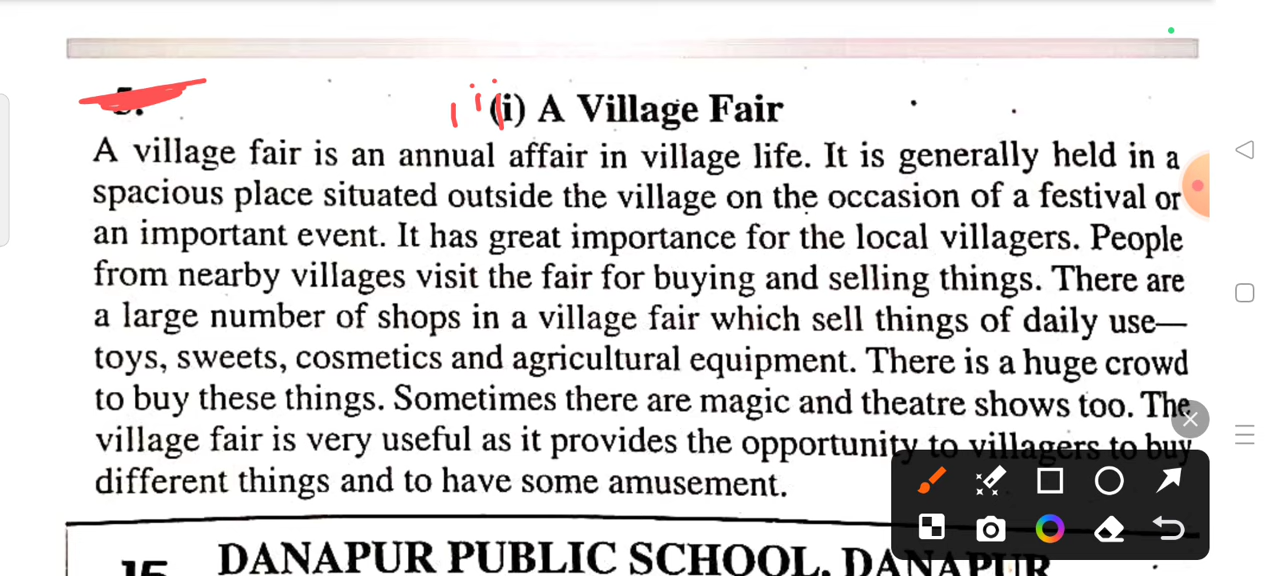 5.
(i) A Village Fair
A village fair is an annual affair in village life. It is generally held in a
spacious place situated outside the village on the occasion of a festival or
an important event. It has great importance for the local villagers. People
from nearby villages visit the fair for buying and selling things. There are
a large number of shops in a village fair which sell things of daily use—
toys, sweets, cosmetics and agricultural equipment. There is a huge crowd
to buy these things. Sometimes there are magic and theatre shows too. The
village fair is very useful as it provides the opportunity to villagers to buy
different things and to have some amusement.
15 DANAPUR PUBLIC SCHOOL, DANAPUR